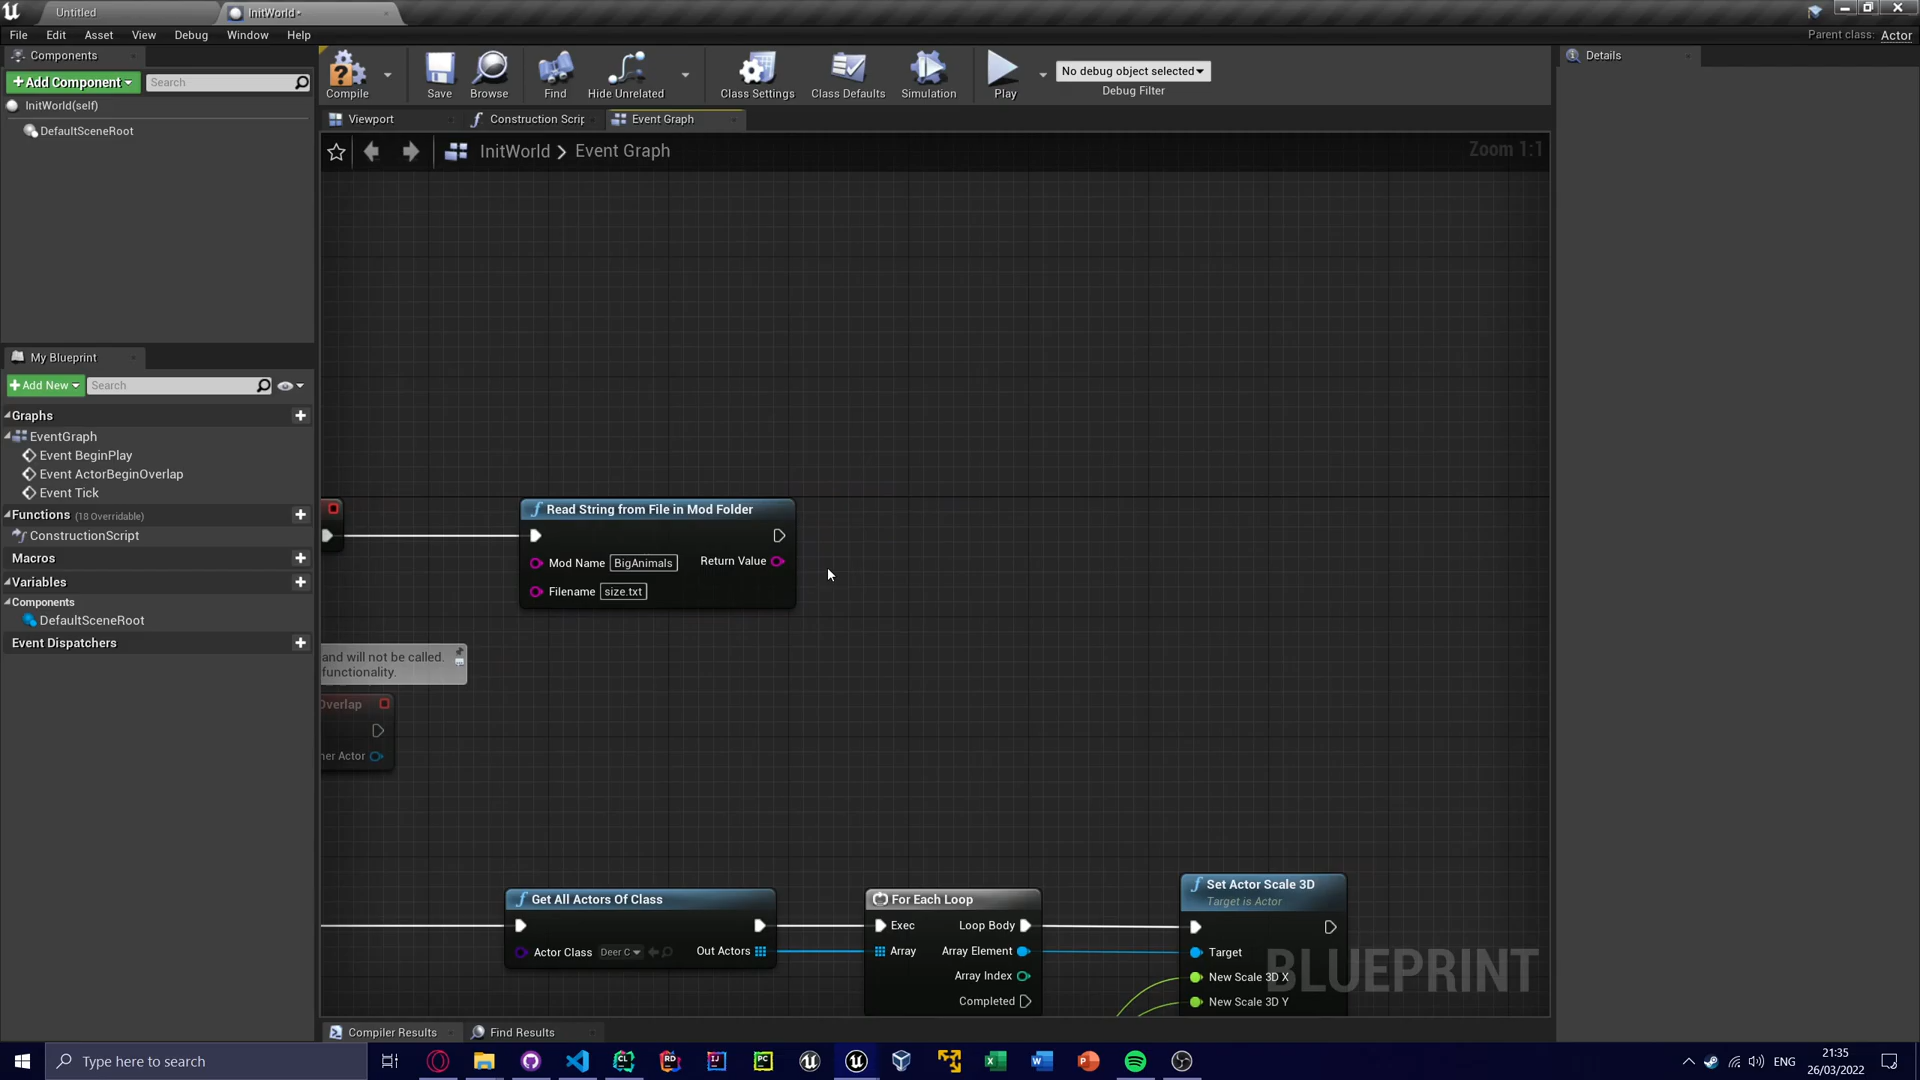 Untitled
InitWorld*
File Edit Asset View Debug Window Help
Parent class: Actor
Components
+Add Component
Search
InitWorld(self)
DefaultSceneRoot
Compile
Save
Browse
Find
Hide Unrelated
Class Settings
Class Defaults
Simulation
Play
No debug object selected
Debug Filter
Details
Viewport
Construction Scrip
Event Graph
InitWorld > Event Graph
Zoom 1:1
My Blueprint
+Add New
Search
Graphs
EventGraph
Event BeginPlay
Event ActorBeginOverlap
Event Tick
Functions (18 Overridable)
ConstructionScript
Macros
Variables
Components
DefaultSceneRoot
Event Dispatchers
Read String from File in Mod Folder
Mod Name BigAnimals
Return Value
Filename size.txt
and will not be called.
functionality.
Overlap
her Actor
Get All Actors Of Class
Actor Class Deer C
Out Actors
For Each Loop
Exec
Loop Body
Array
Array Element
Array Index
Completed
Set Actor Scale 3D
Target is Actor
Target
New Scale 3D X
New Scale 3D Y
BLUEPRINT
Compiler Results
Find Results
Type here to search
ENG
21:35
26/03/2022